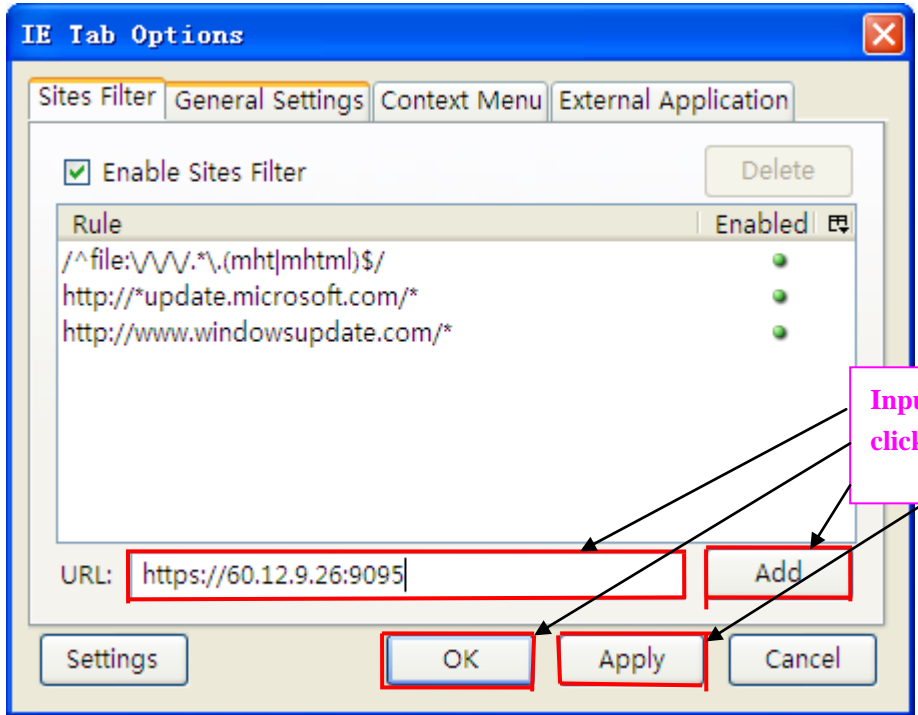 IE Tab Options
Sites Filter General Settings Context Menu External Application
Enable Sites Filter Delete
Rule Enabled
/^file:\/\/\/.*\.(mht|mhtml)$/
http://*update.microsoft.com/*
http://www.windowsupdate.com/*
URL: https://60.12.9.26:9095 Add
Settings OK Apply Cancel